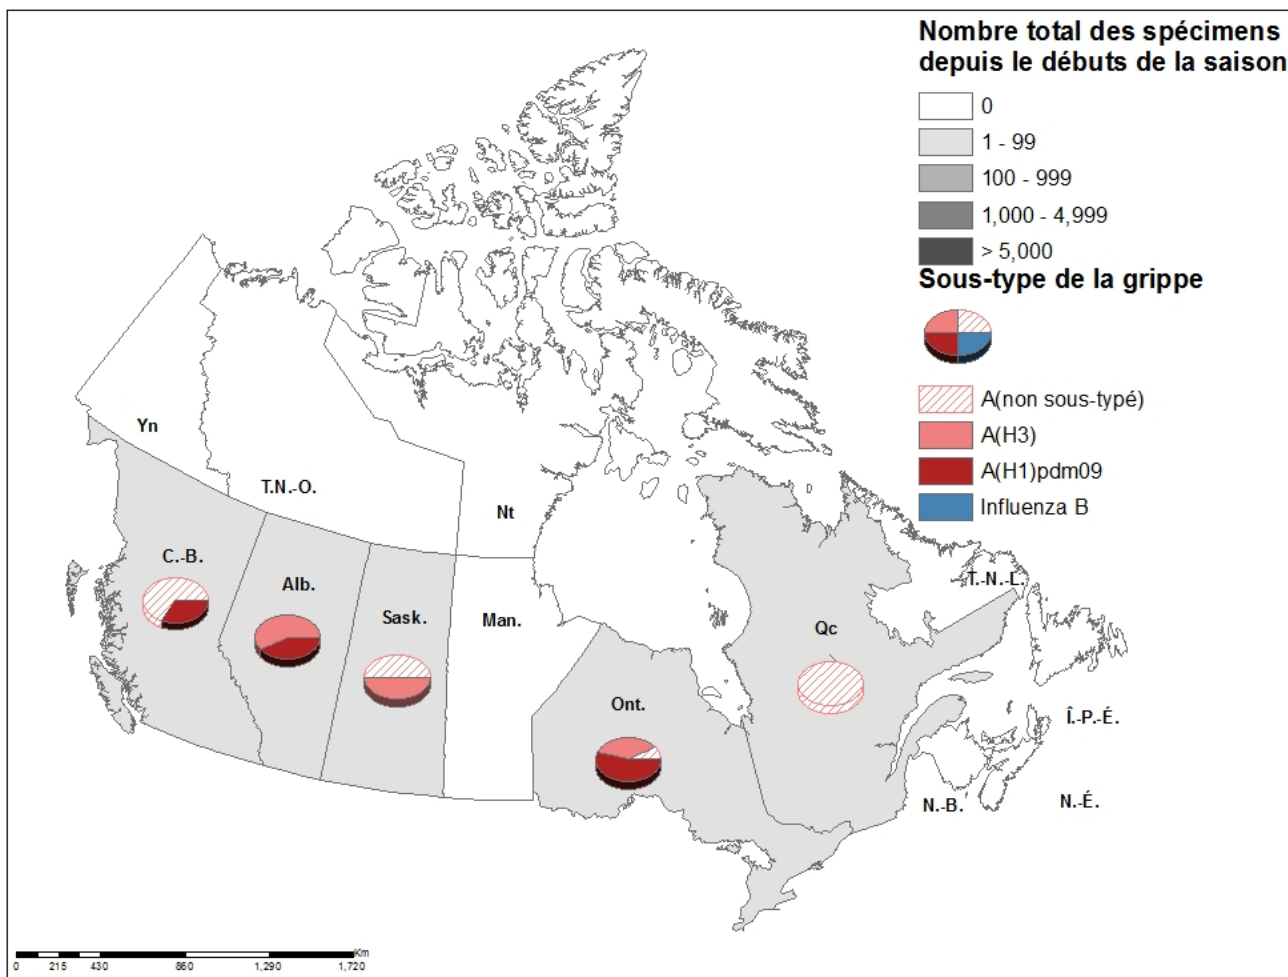 Nombre total des spécimens
depuis le débuts de la saison
0
1 - 99
100 - 999
1,000 - 4,999
> 5,000
Sous-type de la grippe
A(non sous-typé)
A(H3)
A(H1)pdm09
Influenza B
Yn
T.N.-O.
Nt
C.-B.
Alb.
Sask.
Man.
Ont.
Qc
T.-N.-L.
Î.-P.-É.
N.-B.
N.-É.
Km
0 215 430 860 1,290 1,720